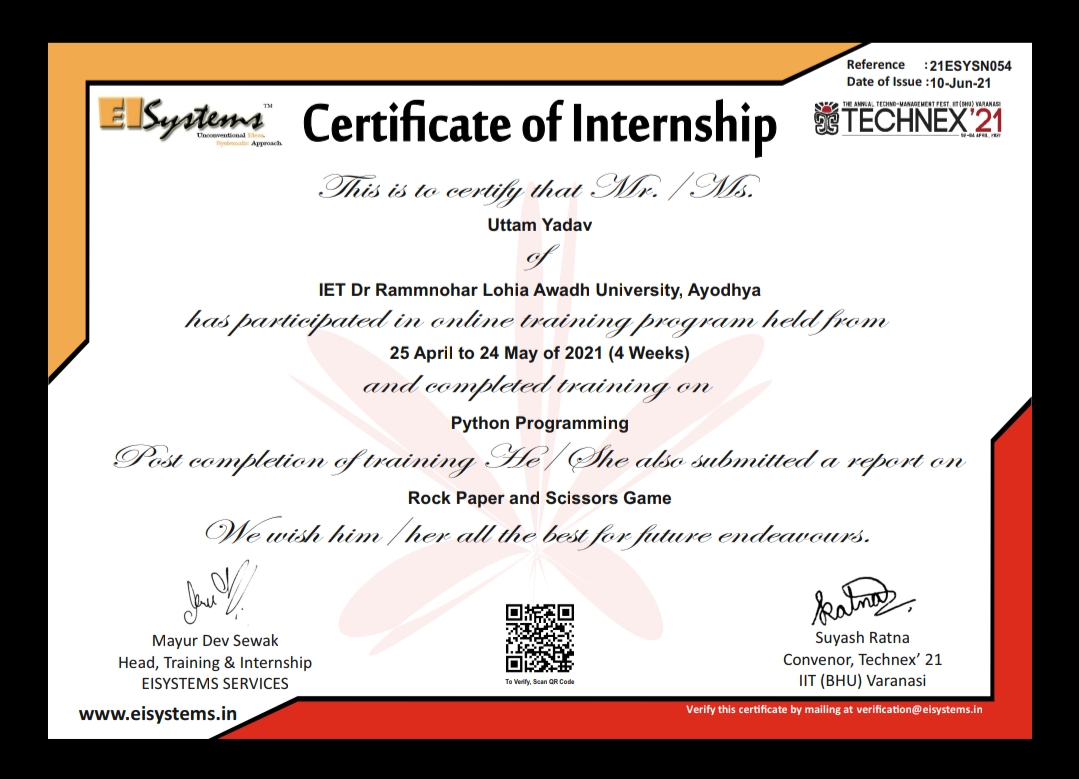 Reference : 21ESYSN054
Date of Issue : 10-Jun-21
EISystems™
Unconventional Ideas.
Systematic Approach.
Certificate of Internship
THE ANNUAL TECHNO-MANAGEMENT FEST, IIT(BHU) VARANASI
TECHNEX'21
This is to certify that Mr. / Ms.
Uttam Yadav
of
IET Dr Rammnohar Lohia Awadh University, Ayodhya
has participated in online training program held from
25 April to 24 May of 2021 (4 Weeks)
and completed training on
Python Programming
Post completion of training He / She also submitted a report on
Rock Paper and Scissors Game
We wish him / her all the best for future endeavours.
Ratna
Mayur Dev Sewak
Head, Training & Internship
EISYSTEMS SERVICES
To Verify, Scan QR Code
Suyash Ratna
Convenor, Technex' 21
IIT (BHU) Varanasi
www.eisystems.in
Verify this certificate by mailing at verification@eisystems.in